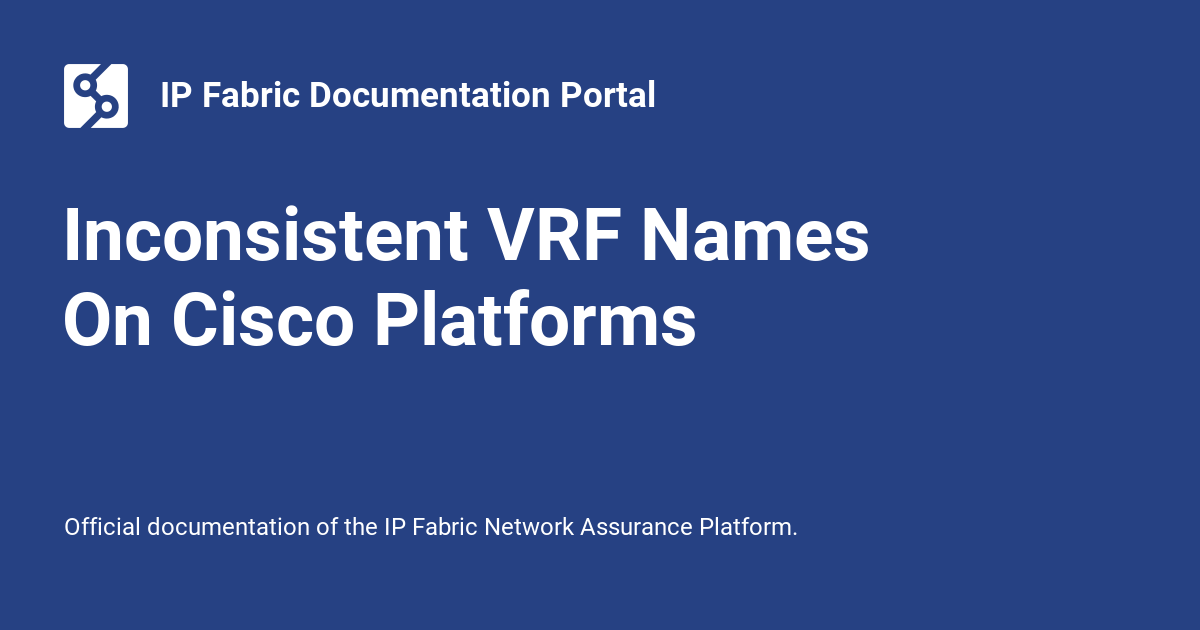 IP Fabric Documentation Portal
Inconsistent VRF Names
On Cisco Platforms
Official documentation of the IP Fabric Network Assurance Platform.